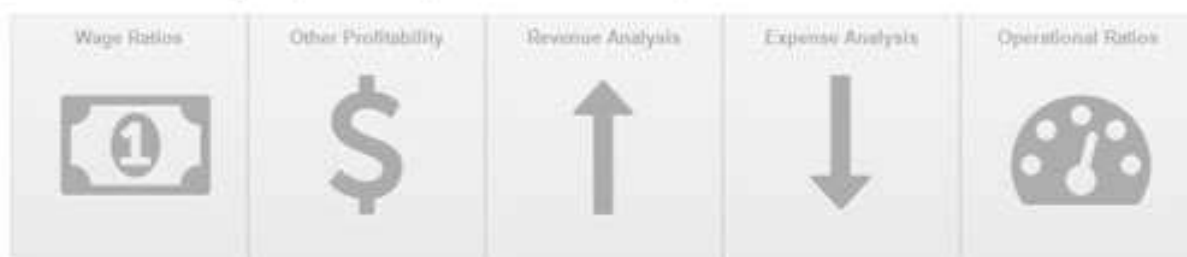 Wage Ratios
Other Profitability
Revenue Analysis
Expense Analysis
Operational Ratios
1